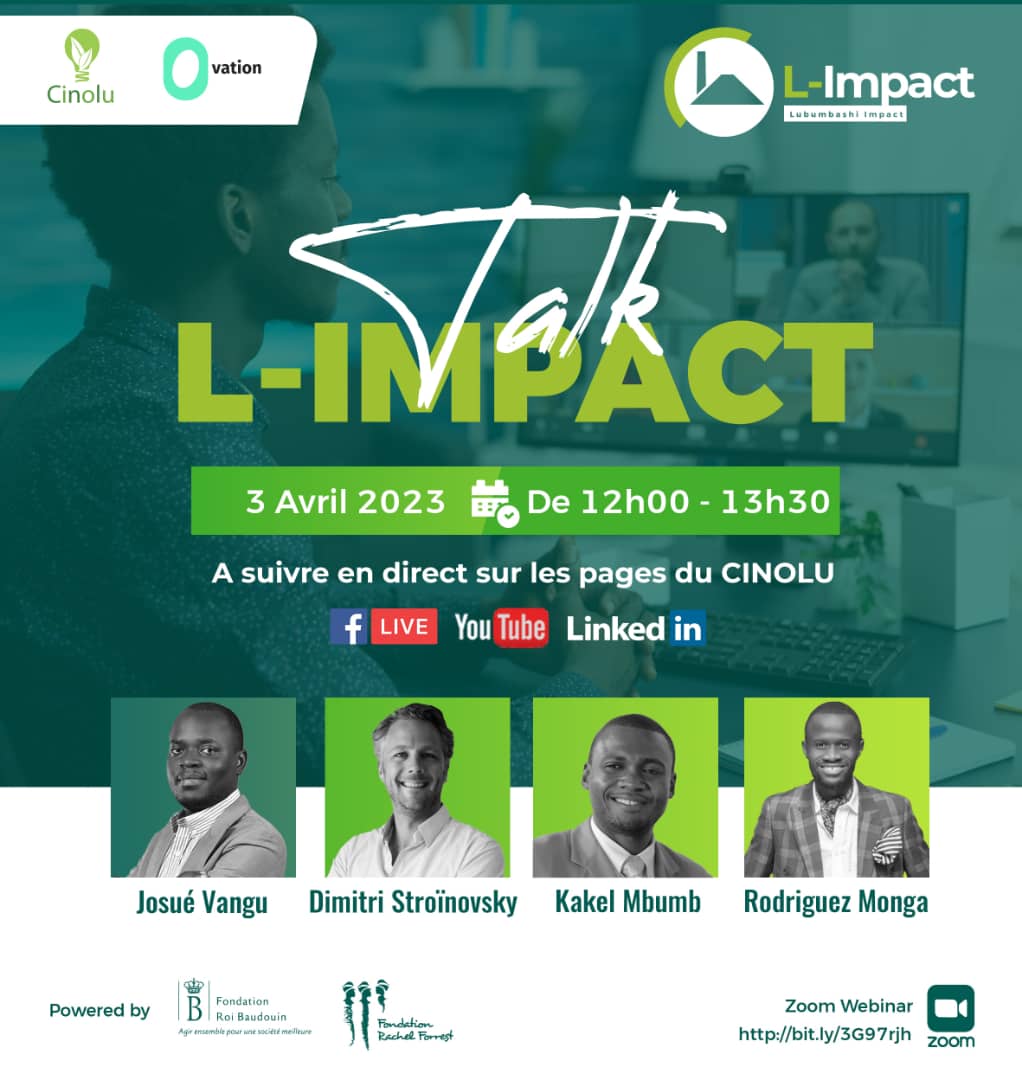 Cinolu
Ovation
L-Impact
Lubumbashi Impact
Talk
L-IMPACT
3 Avril 2023 De 12h00 - 13h30
A suivre en direct sur les pages du CINOLU
f LIVE YouTube Linked in
Josué Vangu Dimitri Stroïnovsky Kakel Mbumb Rodriguez Monga
Powered by
B
Fondation
Roi Baudouin
Agir ensemble pour une société meilleure
Fondation
Rachel Forrest
Zoom Webinar
http://bit.ly/3G97rjh
zoom